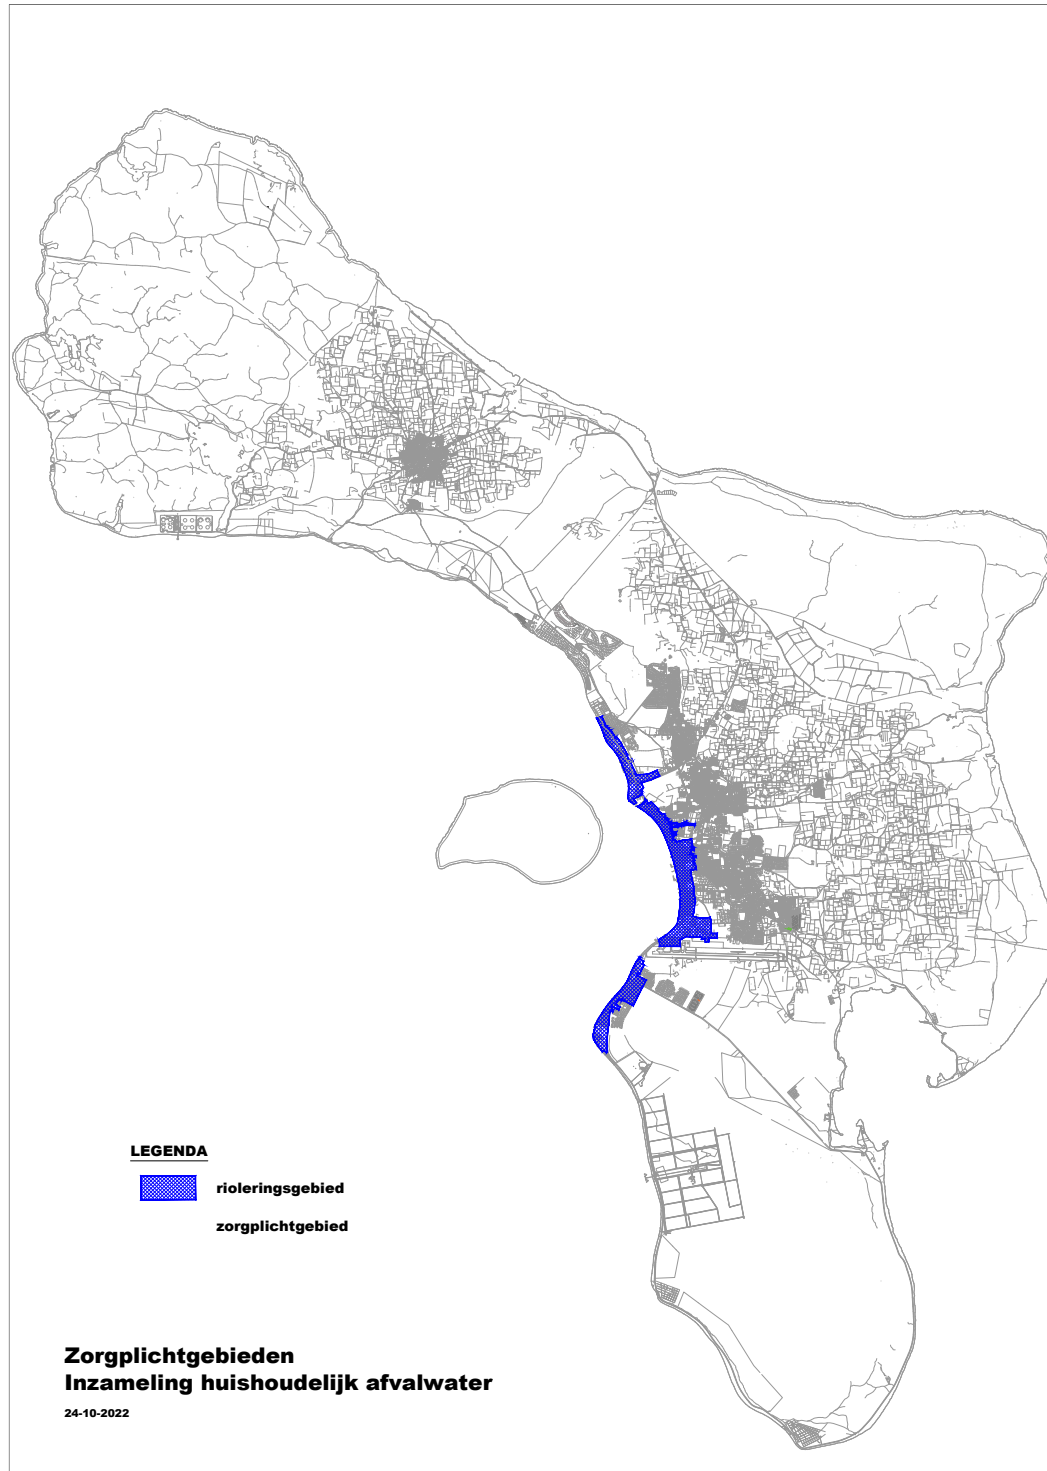 LEGENDA
rioleringsgebied
zorgplichtgebied
Zorgplichtgebieden
Inzameling huishoudelijk afvalwater
24-10-2022